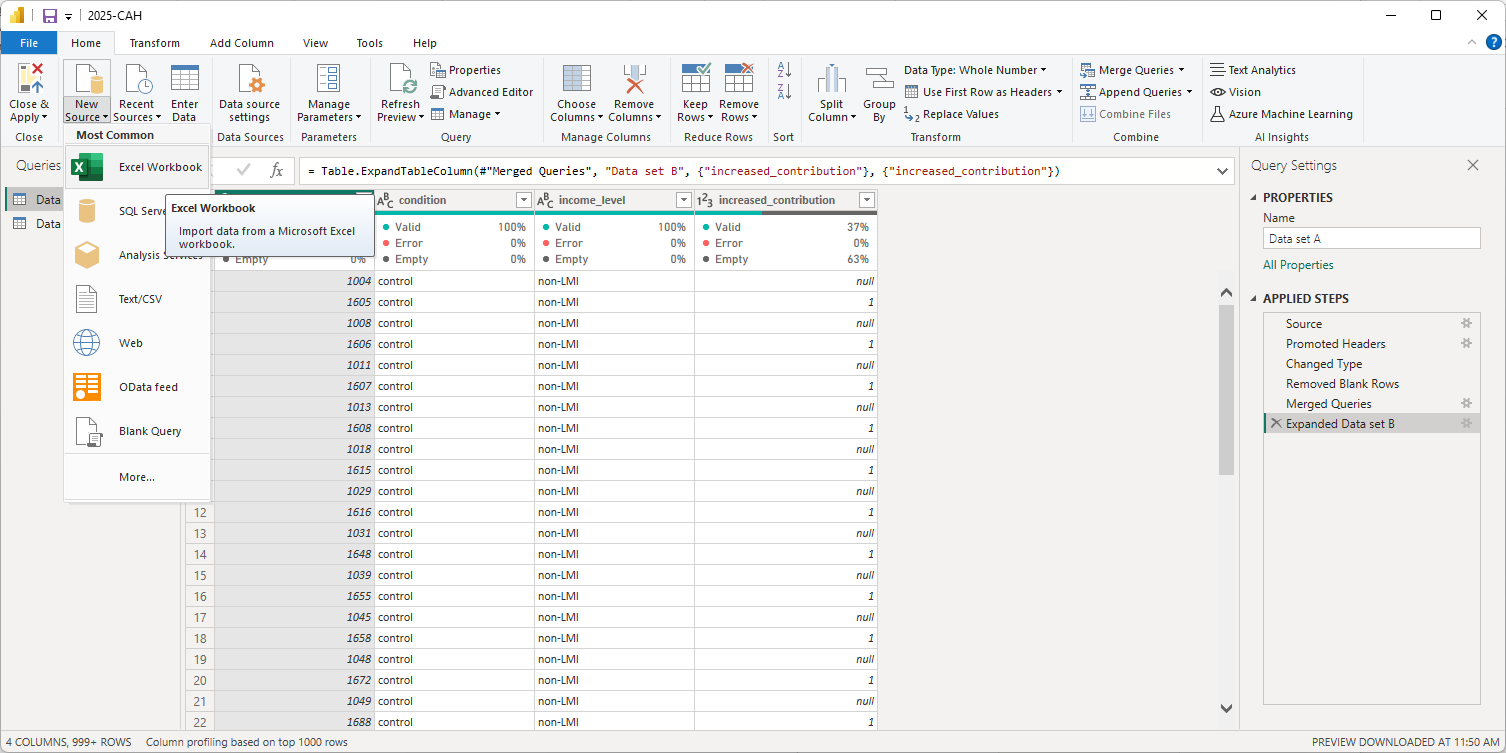 2025-CAH
File Home Transform Add Column View Tools Help
Close & Apply
New Source
Recent Sources
Enter Data
Data source settings
Manage Parameters
Refresh Preview
Properties
Advanced Editor
Manage
Choose Columns
Remove Columns
Keep Rows
Remove Rows
A
Z
Z
A
Split Column
Group By
Data Type: Whole Number
Use First Row as Headers
Replace Values
Merge Queries
Append Queries
Combine Files
Text Analytics
Vision
Azure Machine Learning
Close Data Sources Parameters Query Manage Columns Reduce Rows Sort Transform Combine AI Insights
Most Common
Excel Workbook
SQL Serve
Analysis Services
Text/CSV
Web
OData feed
Blank Query
More...
Excel Workbook
Import data from a Microsoft Excel
workbook.
Queries
Data
Data
fx = Table.ExpandTableColumn(#"Merged Queries", "Data set B", {"increased_contribution"}, {"increased_contribution"})
ABC condition ABC income_level 123 increased_contribution
Valid 100% Valid 100% Valid 37%
Error 0% Error 0% Error 0%
Empty 0% Empty 0% Empty 0% Empty 63%
1004 control non-LMI null
1605 control non-LMI 1
1008 control non-LMI null
1606 control non-LMI 1
1011 control non-LMI null
1607 control non-LMI 1
1013 control non-LMI null
1608 control non-LMI 1
1018 control non-LMI null
1615 control non-LMI 1
1029 control non-LMI null
12 1616 control non-LMI 1
13 1031 control non-LMI null
14 1648 control non-LMI 1
15 1039 control non-LMI null
16 1655 control non-LMI 1
17 1045 control non-LMI null
18 1658 control non-LMI 1
19 1048 control non-LMI null
20 1672 control non-LMI 1
21 1049 control non-LMI null
22 1688 control non-LMI 1
Query Settings
PROPERTIES
Name
Data set A
All Properties
APPLIED STEPS
Source
Promoted Headers
Changed Type
Removed Blank Rows
Merged Queries
Expanded Data set B
4 COLUMNS, 999+ ROWS Column profiling based on top 1000 rows
PREVIEW DOWNLOADED AT 11:50 AM